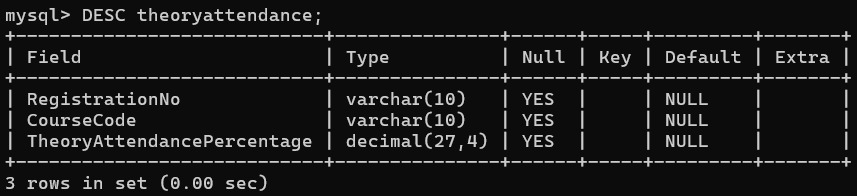 mysql> DESC theoryattendance;
+----------------------------+---------------+------+-----+---------+-------+
| Field                      | Type          | Null | Key | Default | Extra |
+----------------------------+---------------+------+-----+---------+-------+
| RegistrationNo             | varchar(10)   | YES  |     | NULL    |       |
| CourseCode                 | varchar(10)   | YES  |     | NULL    |       |
| TheoryAttendancePercentage | decimal(27,4) | YES  |     | NULL    |       |
+----------------------------+---------------+------+-----+---------+-------+
3 rows in set (0.00 sec)